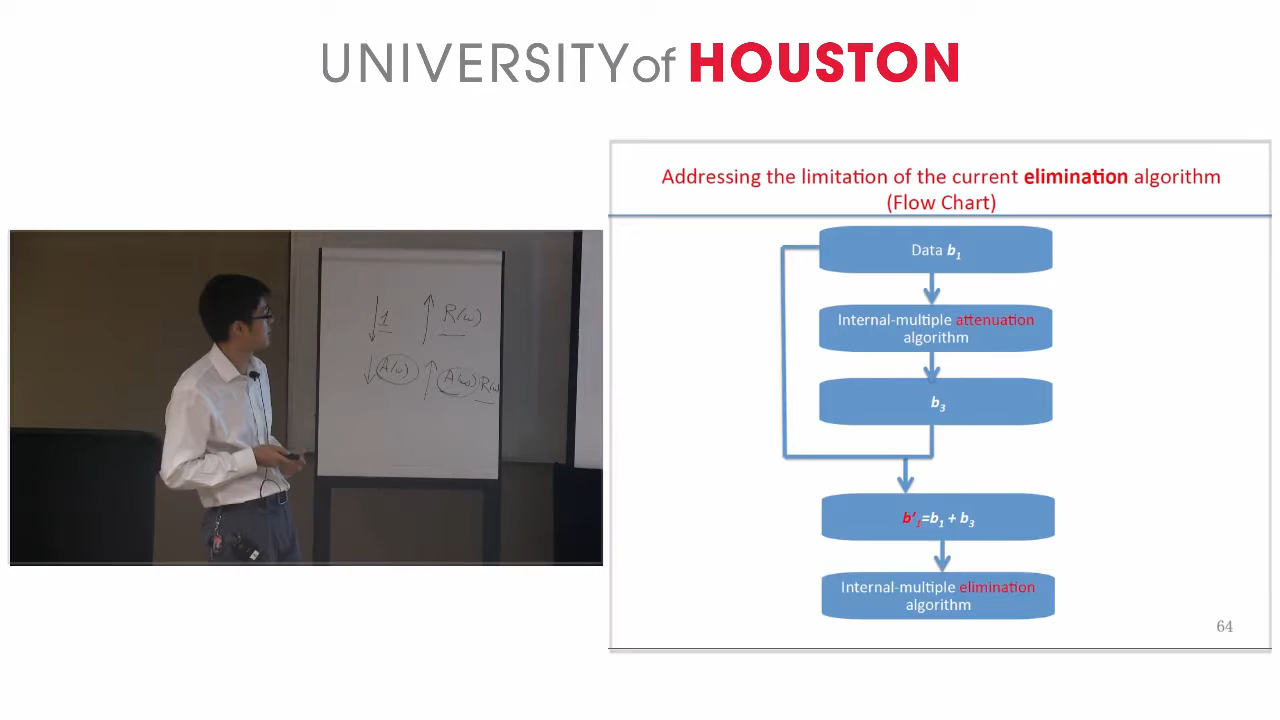 UNIVERSITY of HOUSTON
Addressing the limitation of the current elimination algorithm
(Flow Chart)
Data b1
Internal-multiple attenuation
algorithm
b3
b'1=b1 + b3
Internal-multiple elimination
algorithm
64
1 R(ω)
A(ω) A(ω) R(ω